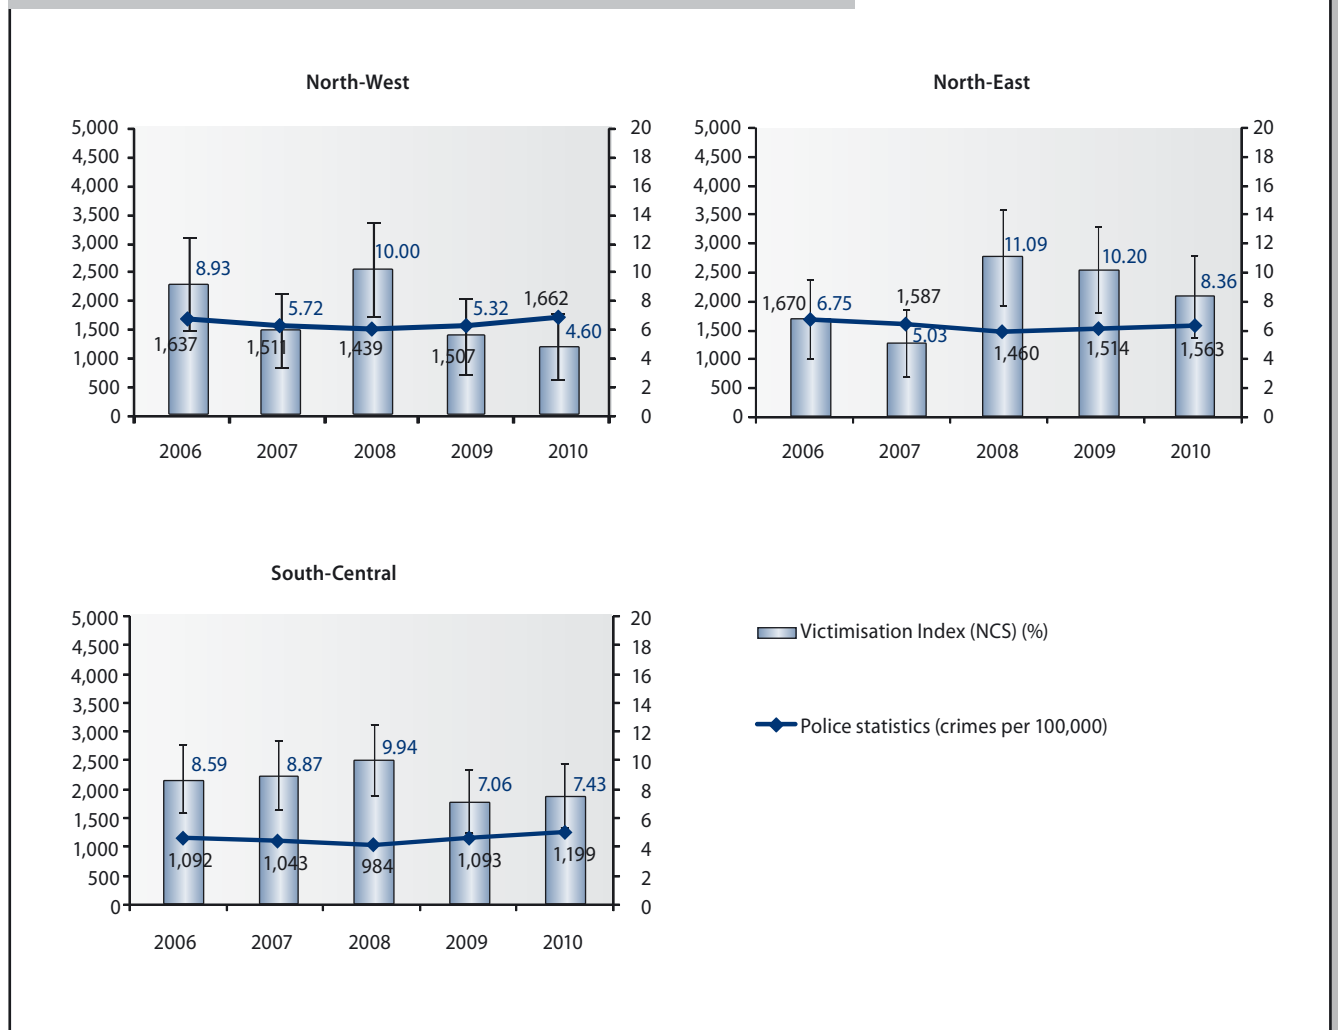 North-West
5,000 20
4,500 18
4,000 16
3,500 14
3,000 12
2,500 10
2,000 8
1,500 6
1,000 4
500 2
0 0
8.93 5.72 10.00 5.32 4.60
1,637 1,511 1,439 1,507 1,662
2006 2007 2008 2009 2010
North-East
5,000 20
4,500 18
4,000 16
3,500 14
3,000 12
2,500 10
2,000 8
1,500 6
1,000 4
500 2
0 0
6.75 5.03 11.09 10.20 8.36
1,670 1,587 1,460 1,514 1,563
2006 2007 2008 2009 2010
South-Central
5,000 20
4,500 18
4,000 16
3,500 14
3,000 12
2,500 10
2,000 8
1,500 6
1,000 4
500 2
0 0
8.59 8.87 9.94 7.06 7.43
1,092 1,043 984 1,093 1,199
2006 2007 2008 2009 2010
Victimisation Index (NCS) (%)
Police statistics (crimes per 100,000)